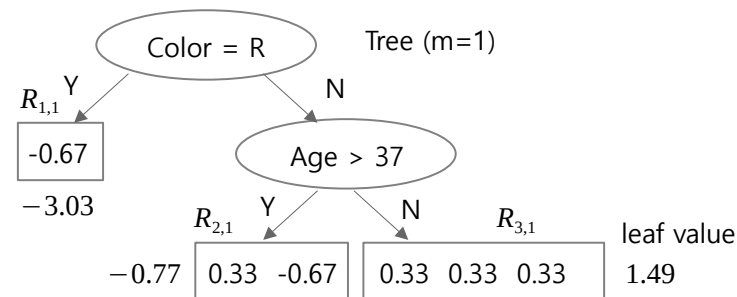 Color = R
Tree (m=1)
Y
N
R1,1
-0.67
Age > 37
−3.03
R2,1
Y
N
R3,1
leaf value
−0.77
0.33 -0.67
0.33 0.33 0.33
1.49